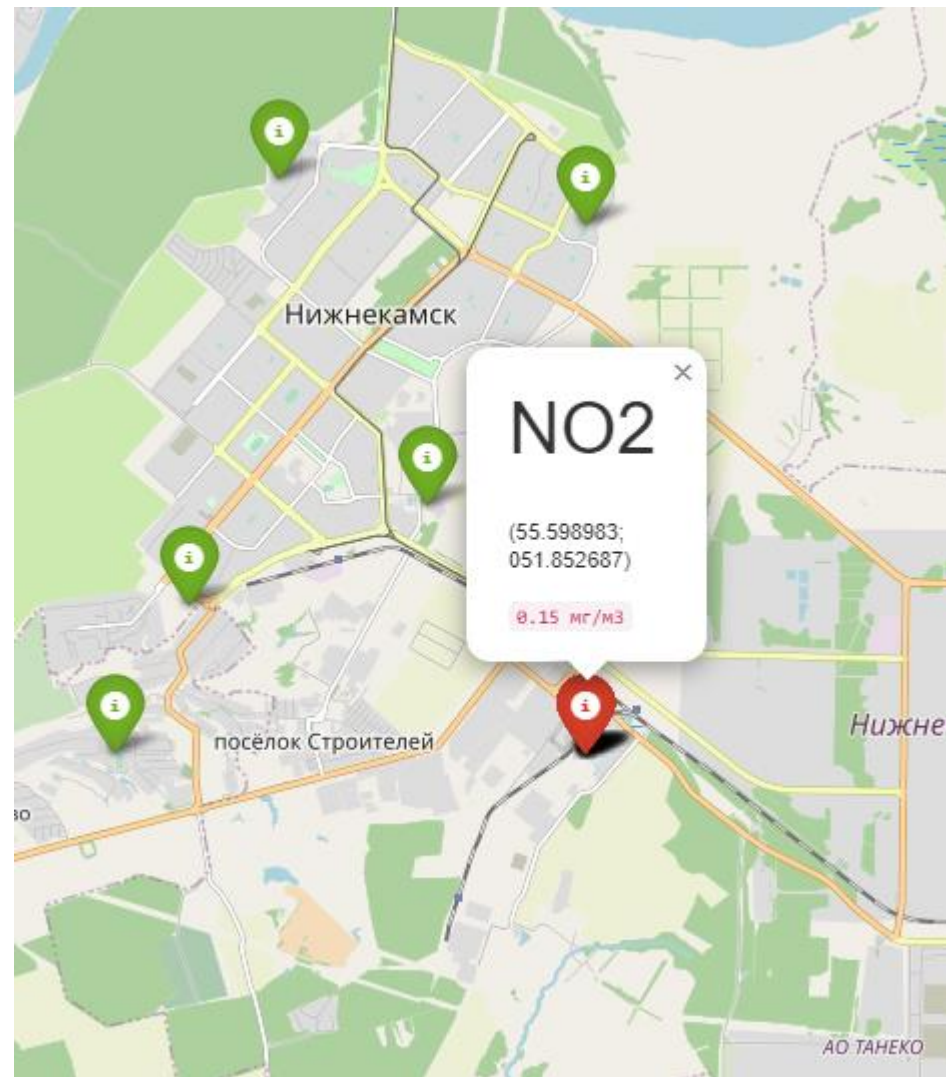 Нижнекамск
×
NO2
(55.598983;
051.852687)
0.15 мг/м3
посёлок Строителей
Нижне
во
АО ТАНЕКО